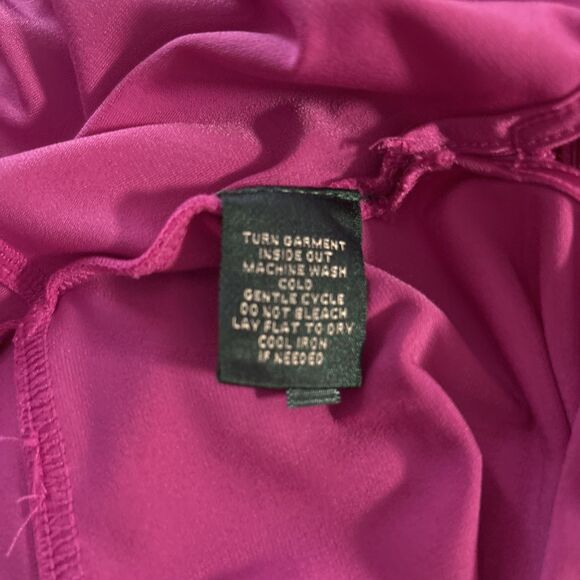 TURN GARMENT
INSIDE OUT
MACHINE WASH
COLD
GENTLE CYCLE
DO NOT BLEACH
LAY FLAT TO DRY
COOL IRON
IF NEEDED